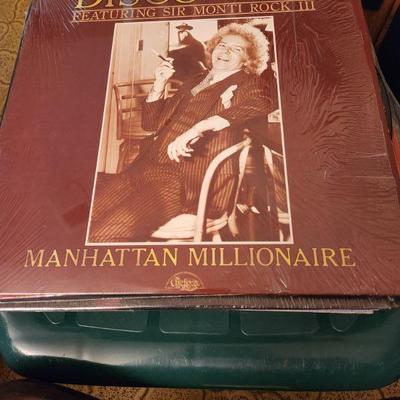 FEATURING SIR MONTI ROCK III
MANHATTAN MILLIONAIRE